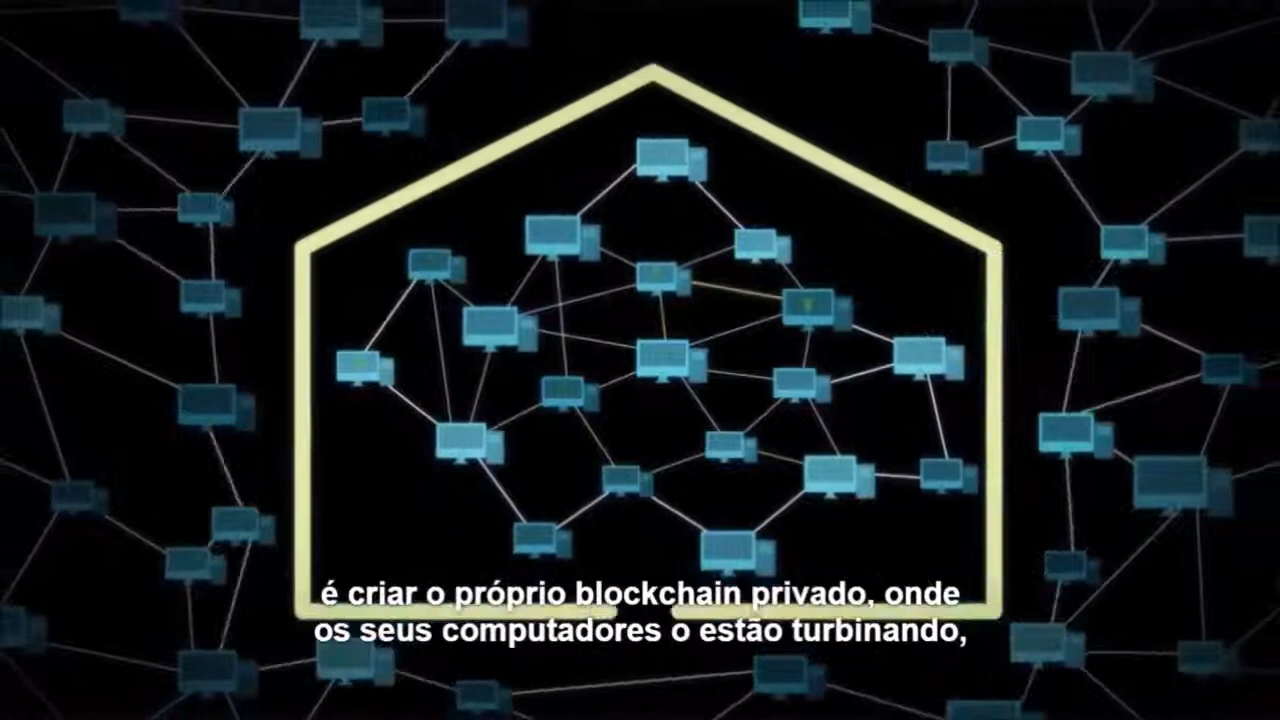 é criar o próprio blockchain privado, onde
os seus computadores o estão turbinando,